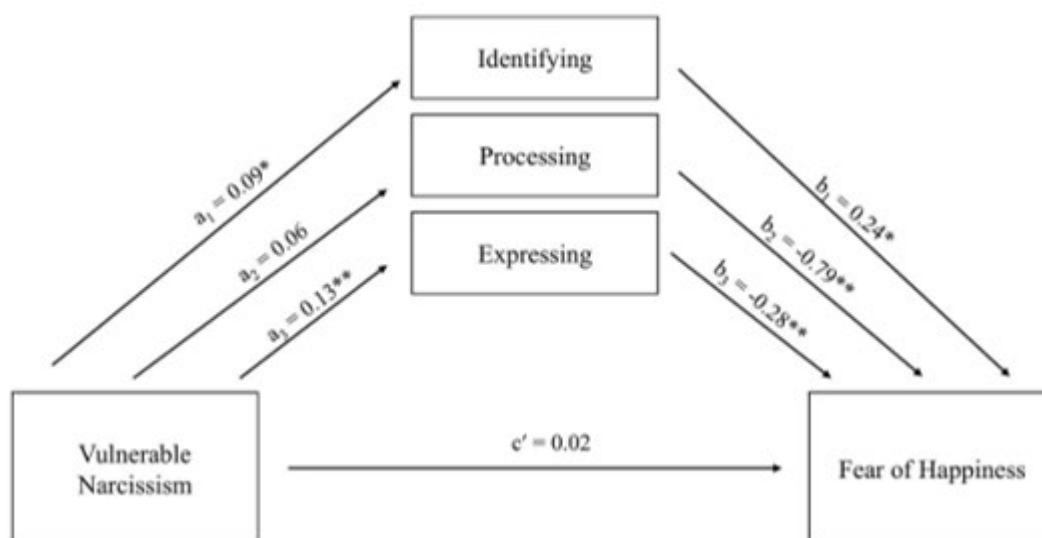 Identifying
Processing
Expressing
a₁ = 0.09*
a₂ = 0.06
a₃ = 0.13**
b₁ = 0.24*
b₂ = -0.79**
b₃ = -0.28**
Vulnerable
Narcissism
c′ = 0.02
Fear of Happiness